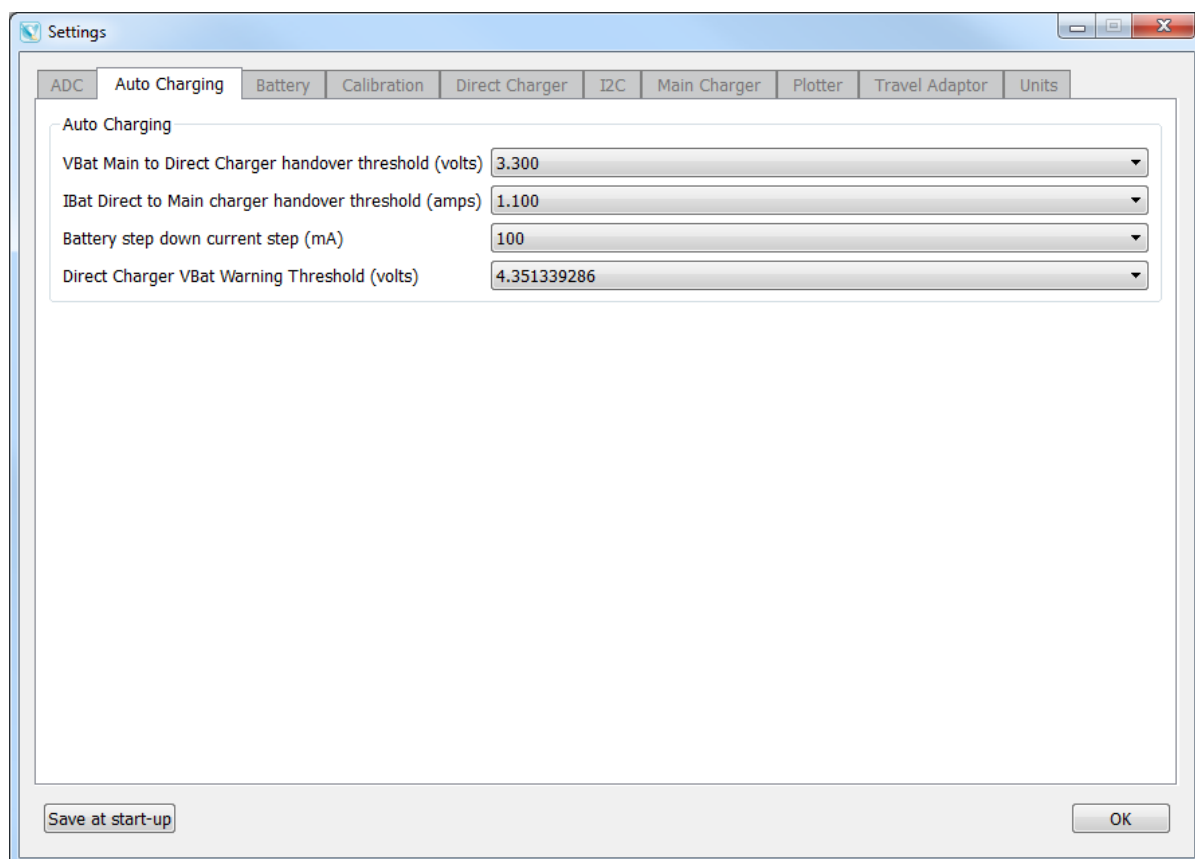 Settings
ADC Auto Charging Battery Calibration Direct Charger I2C Main Charger Plotter Travel Adaptor Units
Auto Charging
VBat Main to Direct Charger handover threshold (volts) 3.300
IBat Direct to Main charger handover threshold (amps) 1.100
Battery step down current step (mA) 100
Direct Charger VBat Warning Threshold (volts) 4.351339286
Save at start-up OK